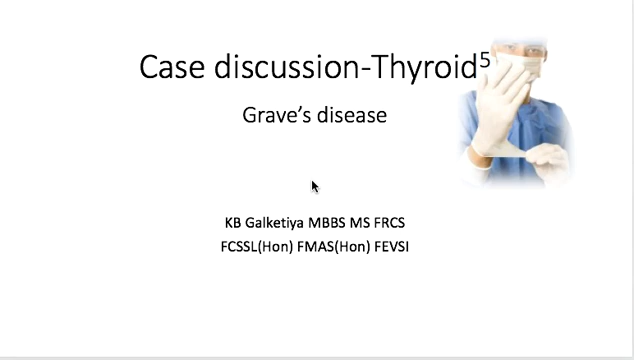 Case discussion-Thyroid5
Grave’s disease
KB Galketiya MBBS MS FRCS
FCSSL(Hon) FMAS(Hon) FEVSI